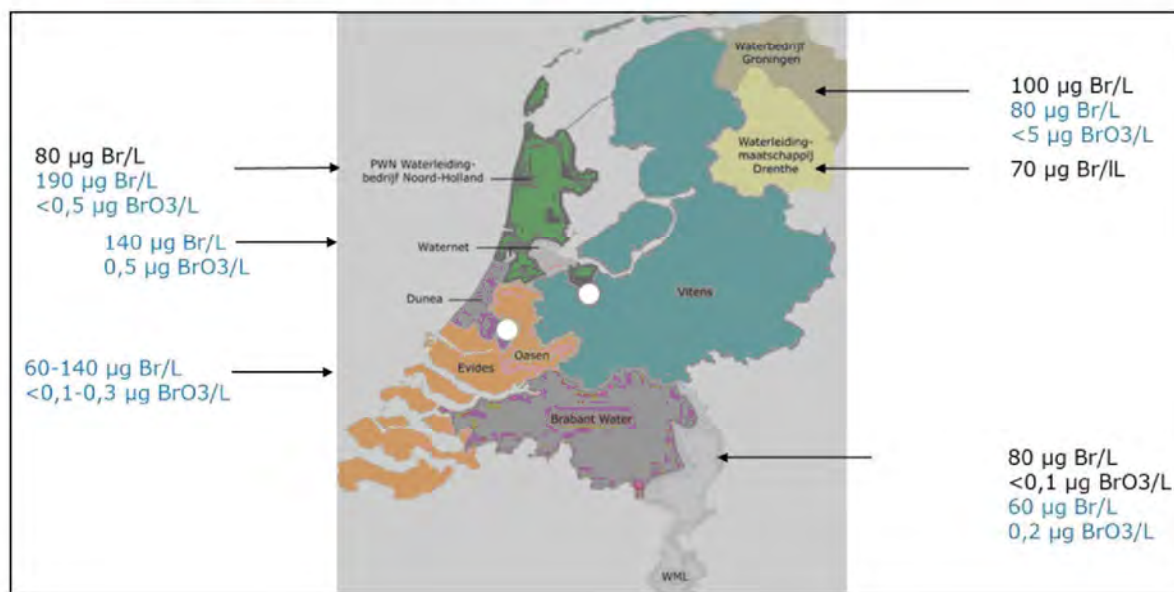 80 µg Br/L
190 µg Br/L
<0,5 µg BrO3/L
140 µg Br/L
0,5 µg BrO3/L
60-140 µg Br/L
<0,1-0,3 µg BrO3/L
Waterbedrijf
Groningen
Waterleiding-
maatschappij
Drenthe
PWN Waterleiding-
bedrijf Noord-Holland
Waternet
Dunea
Vitens
Oasen
Evides
Brabant Water
WML
100 µg Br/L
80 µg Br/L
<5 µg BrO3/L
70 µg Br/lL
80 µg Br/L
<0,1 µg BrO3/L
60 µg Br/L
0,2 µg BrO3/L